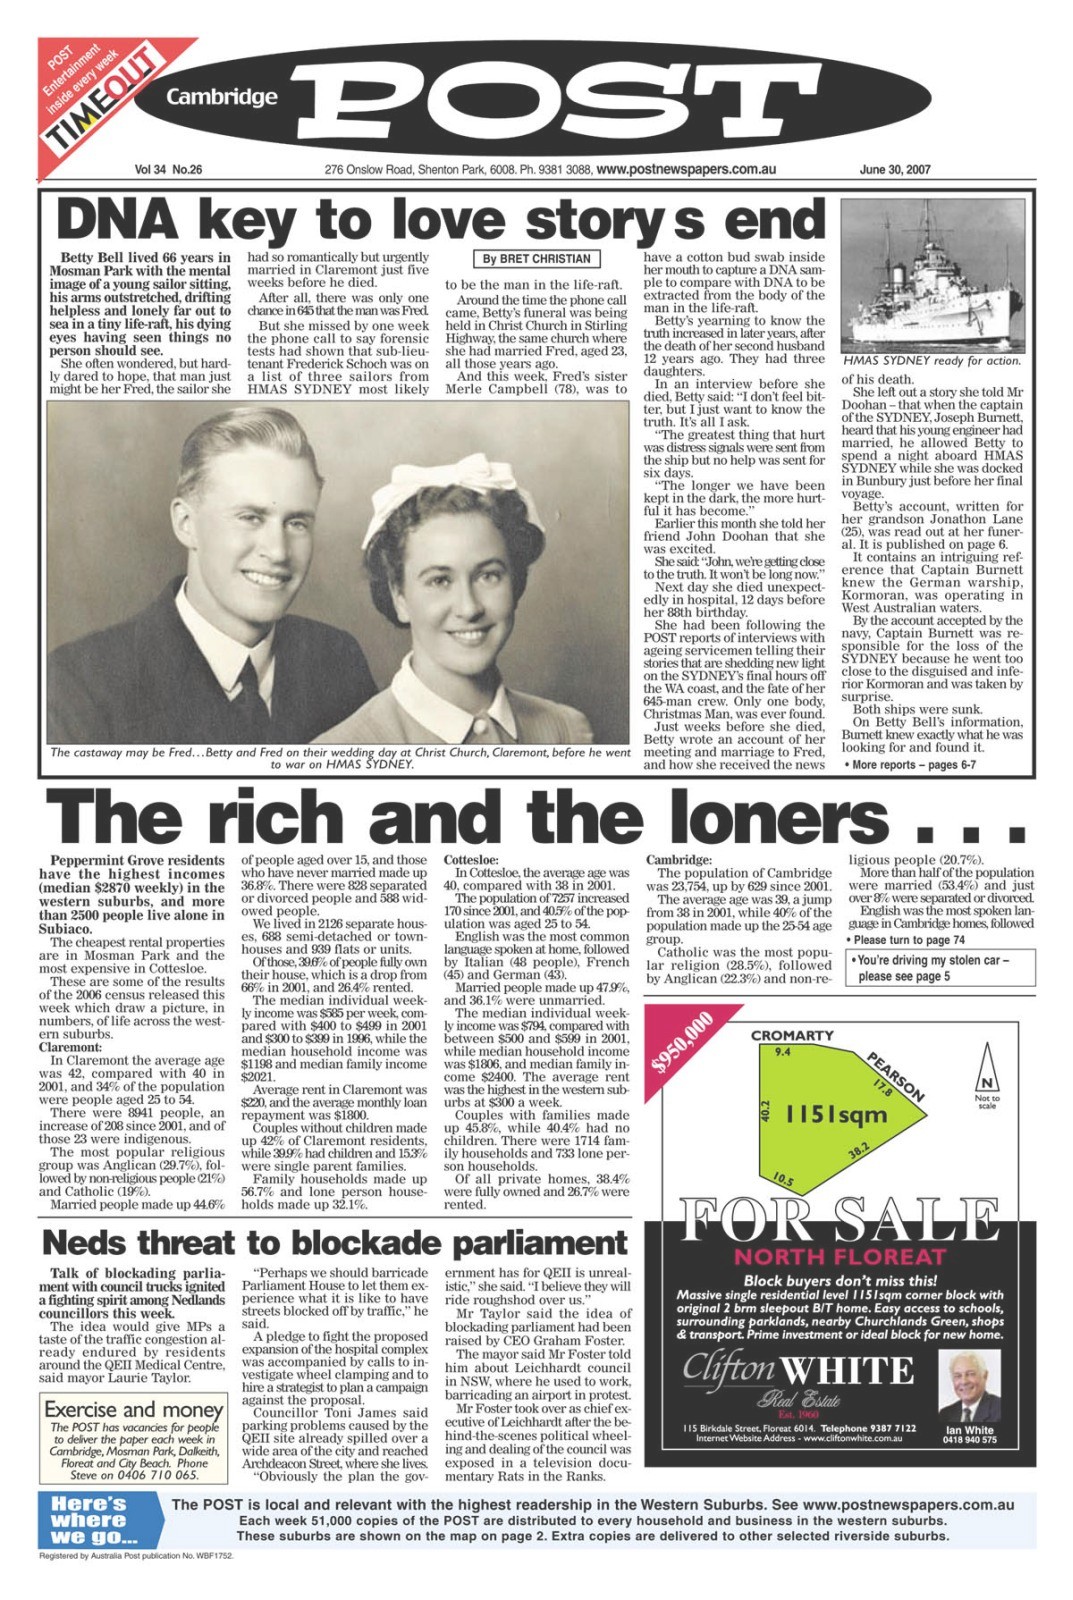 POST
Entertainment
inside every week
TIMEOUT
Cambridge POST
Vol 34 No.26
276 Onslow Road, Shenton Park, 6008. Ph. 9381 3088, www.postnewspapers.com.au
June 30, 2007
DNA key to love story s end
Betty Bell lived 66 years in
Mosman Park with the mental
image of a young sailor sitting,
his arms outstretched, drifting
helpless and lonely far out to
sea in a tiny life-raft, his dying
eyes having seen things no
person should see.
She often wondered, but hard-
ly dared to hope, that man just
might be her Fred, the sailor she
had so romantically but urgently
married in Claremont just five
weeks before he died.
After all, there was only one
chance in 645 that the man was Fred.
But she missed by one week
the phone call to say forensic
tests had shown that sub-lieu-
tenant Frederick Schoch was on
a list of three sailors from
HMAS SYDNEY most likely
By BRET CHRISTIAN
to be the man in the life-raft.
Around the time the phone call
came, Betty's funeral was being
held in Christ Church in Stirling
Highway, the same church where
she had married Fred, aged 23,
all those years ago.
And this week, Fred's sister
Merle Campbell (78), was to
have a cotton bud swab inside
her mouth to capture a DNA sam-
ple to compare with DNA to be
extracted from the body of the
man in the life-raft.
Betty's yearning to know the
truth increased in later years, after
the death of her second husband
12 years ago. They had three
daughters.
In an interview before she
died, Betty said: "I don't feel bit-
ter, but I just want to know the
truth. It's all I ask.
"The greatest thing that hurt
was distress signals were sent from
the ship but no help was sent for
six days.
"The longer we have been
kept in the dark, the more hurt-
ful it has become."
Earlier this month she told her
friend John Doohan that she
was excited.
She said: "John, we're getting close
to the truth. It won't be long now."
Next day she died unexpect-
edly in hospital, 12 days before
her 88th birthday.
She had been following the
POST reports of interviews with
ageing servicemen telling their
stories that are shedding new light
on the SYDNEY's final hours off
the WA coast, and the fate of her
645-man crew. Only one body,
Christmas Man, was ever found.
Just weeks before she died,
Betty wrote an account of her
meeting and marriage to Fred,
and how she received the news
HMAS SYDNEY ready for action.
of his death.
She left out a story she told Mr
Doohan – that when the captain
of the SYDNEY, Joseph Burnett,
heard that his young engineer had
married, he allowed Betty to
spend a night aboard HMAS
SYDNEY while she was docked
in Bunbury just before her final
voyage.
Betty's account, written for
her grandson Jonathon Lane
(25), was read out at her funer-
al. It is published on page 6.
It contains an intriguing ref-
erence that Captain Burnett
knew the German warship,
Kormoran, was operating in
West Australian waters.
By the account accepted by the
navy, Captain Burnett was re-
sponsible for the loss of the
SYDNEY because he went too
close to the disguised and infe-
rior Kormoran and was taken by
surprise.
Both ships were sunk.
On Betty Bell's information,
Burnett knew exactly what he was
looking for and found it.
• More reports – pages 6-7
The castaway may be Fred…Betty and Fred on their wedding day at Christ Church, Claremont, before he went
to war on HMAS SYDNEY.
The rich and the loners . . .
Peppermint Grove residents
have the highest incomes
(median $2870 weekly) in the
western suburbs, and more
than 2500 people live alone in
Subiaco.
The cheapest rental properties
are in Mosman Park and the
most expensive in Cottesloe.
These are some of the results
of the 2006 census released this
week which draw a picture, in
numbers, of life across the west-
ern suburbs.
Claremont:
In Claremont the average age
was 42, compared with 40 in
2001, and 34% of the population
were people aged 25 to 54.
There were 8941 people, an
increase of 208 since 2001, and of
those 23 were indigenous.
The most popular religious
group was Anglican (29.7%), fol-
lowed by non-religious people (21%)
and Catholic (19%).
Married people made up 44.6%
of people aged over 15, and those
who have never married made up
36.8%. There were 828 separated
or divorced people and 588 wid-
owed people.
We lived in 2126 separate hous-
es, 688 semi-detached or town-
houses and 939 flats or units.
Of those, 39.6% of people fully own
their house, which is a drop from
66% in 2001, and 26.4% rented.
The median individual week-
ly income was $585 per week, com-
pared with $400 to $499 in 2001
and $300 to $399 in 1996, while the
median household income was
$1198 and median family income
$2021.
Average rent in Claremont was
$220, and the average monthly loan
repayment was $1800.
Couples without children made
up 42% of Claremont residents,
while 39.9% had children and 15.3%
were single parent families.
Family households made up
56.7% and lone person house-
holds made up 32.1%.
Cottesloe:
In Cottesloe, the average age was
40, compared with 38 in 2001.
The population of 7257 increased
170 since 2001, and 40.5% of the pop-
ulation was aged 25 to 54.
English was the most common
language spoken at home, followed
by Italian (48 people), French
(45) and German (43).
Married people made up 47.9%,
and 36.1% were unmarried.
The median individual week-
ly income was $794, compared with
between $500 and $599 in 2001,
while median household income
was $1806, and median family in-
come $2400. The average rent
was the highest in the western sub-
urbs at $300 a week.
Couples with families made
up 45.8%, while 40.4% had no
children. There were 1714 fam-
ily households and 733 lone per-
son households.
Of all private homes, 38.4%
were fully owned and 26.7% were
rented.
Cambridge:
The population of Cambridge
was 23,754, up by 629 since 2001.
The average age was 39, a jump
from 38 in 2001, while 40% of the
population made up the 25-54 age
group.
Catholic was the most popu-
lar religion (28.5%), followed
by Anglican (22.3%) and non-re-
ligious people (20.7%).
More than half of the population
were married (53.4%) and just
over 8% were separated or divorced.
English was the most spoken lan-
guage in Cambridge homes, followed
• Please turn to page 74
• You're driving my stolen car –
please see page 5
Neds threat to blockade parliament
Talk of blockading parlia-
ment with council trucks ignited
a fighting spirit among Nedlands
councillors this week.
The idea would give MPs a
taste of the traffic congestion al-
ready endured by residents
around the QEII Medical Centre,
said mayor Laurie Taylor.
"Perhaps we should barricade
Parliament House to let them ex-
perience what it is like to have
streets blocked off by traffic," he
said.
A pledge to fight the proposed
expansion of the hospital complex
was accompanied by calls to in-
vestigate wheel clamping and to
hire a strategist to plan a campaign
against the proposal.
Councillor Toni James said
parking problems caused by the
QEII site already spilled over a
wide area of the city and reached
Archdeacon Street, where she lives.
"Obviously the plan the gov-
ernment has for QEII is unreal-
istic," she said. "I believe they will
ride roughshod over us."
Mr Taylor said the idea of
blockading parliament had been
raised by CEO Graham Foster.
The mayor said Mr Foster told
him about Leichhardt council
in NSW, where he used to work,
barricading an airport in protest.
Mr Foster took over as chief ex-
ecutive of Leichhardt after the be-
hind-the-scenes political wheel-
ing and dealing of the council was
exposed in a television docu-
mentary Rats in the Ranks.
Exercise and money
The POST has vacancies for people
to deliver the paper each week in
Cambridge, Mosman Park, Dalkeith,
Floreat and City Beach. Phone
Steve on 0406 710 065.
$950,000
CROMARTY
9.4
PEARSON
17.8
40.2
1151sqm
38.2
10.5
N
Not to
scale
FOR SALE
NORTH FLOREAT
Block buyers don't miss this!
Massive single residential level 1151sqm corner block with
original 2 brm sleepout B/T home. Easy access to schools,
surrounding parklands, nearby Churchlands Green, shops
& transport. Prime investment or ideal block for new home.
Clifton WHITE
Real Estate
Est. 1960
115 Birkdale Street, Floreat 6014. Telephone 9387 7122
Internet Website Address - www.cliftonwhite.com.au
Ian White
0418 940 575
Here's
where
we go...
The POST is local and relevant with the highest readership in the Western Suburbs. See www.postnewspapers.com.au
Each week 51,000 copies of the POST are distributed to every household and business in the western suburbs.
These suburbs are shown on the map on page 2. Extra copies are delivered to other selected riverside suburbs.
Registered by Australia Post publication No. WBF1752.